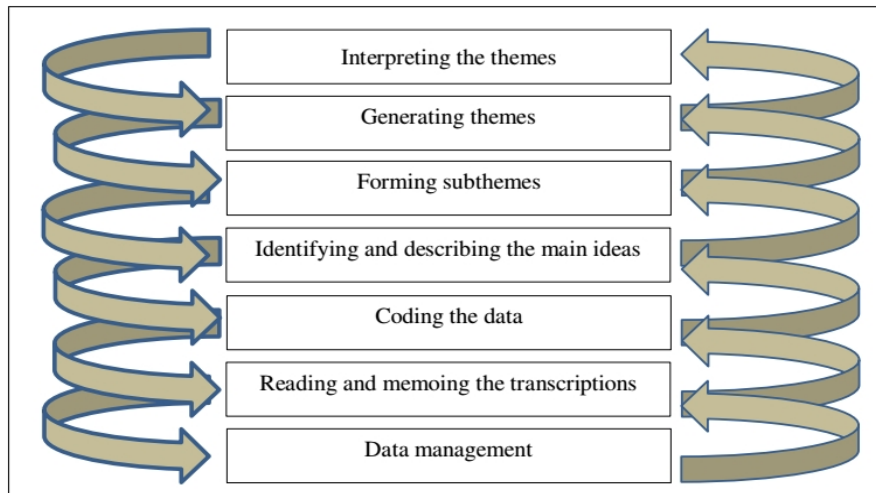 Interpreting the themes
Generating themes
Forming subthemes
Identifying and describing the main ideas
Coding the data
Reading and memoing the transcriptions
Data management